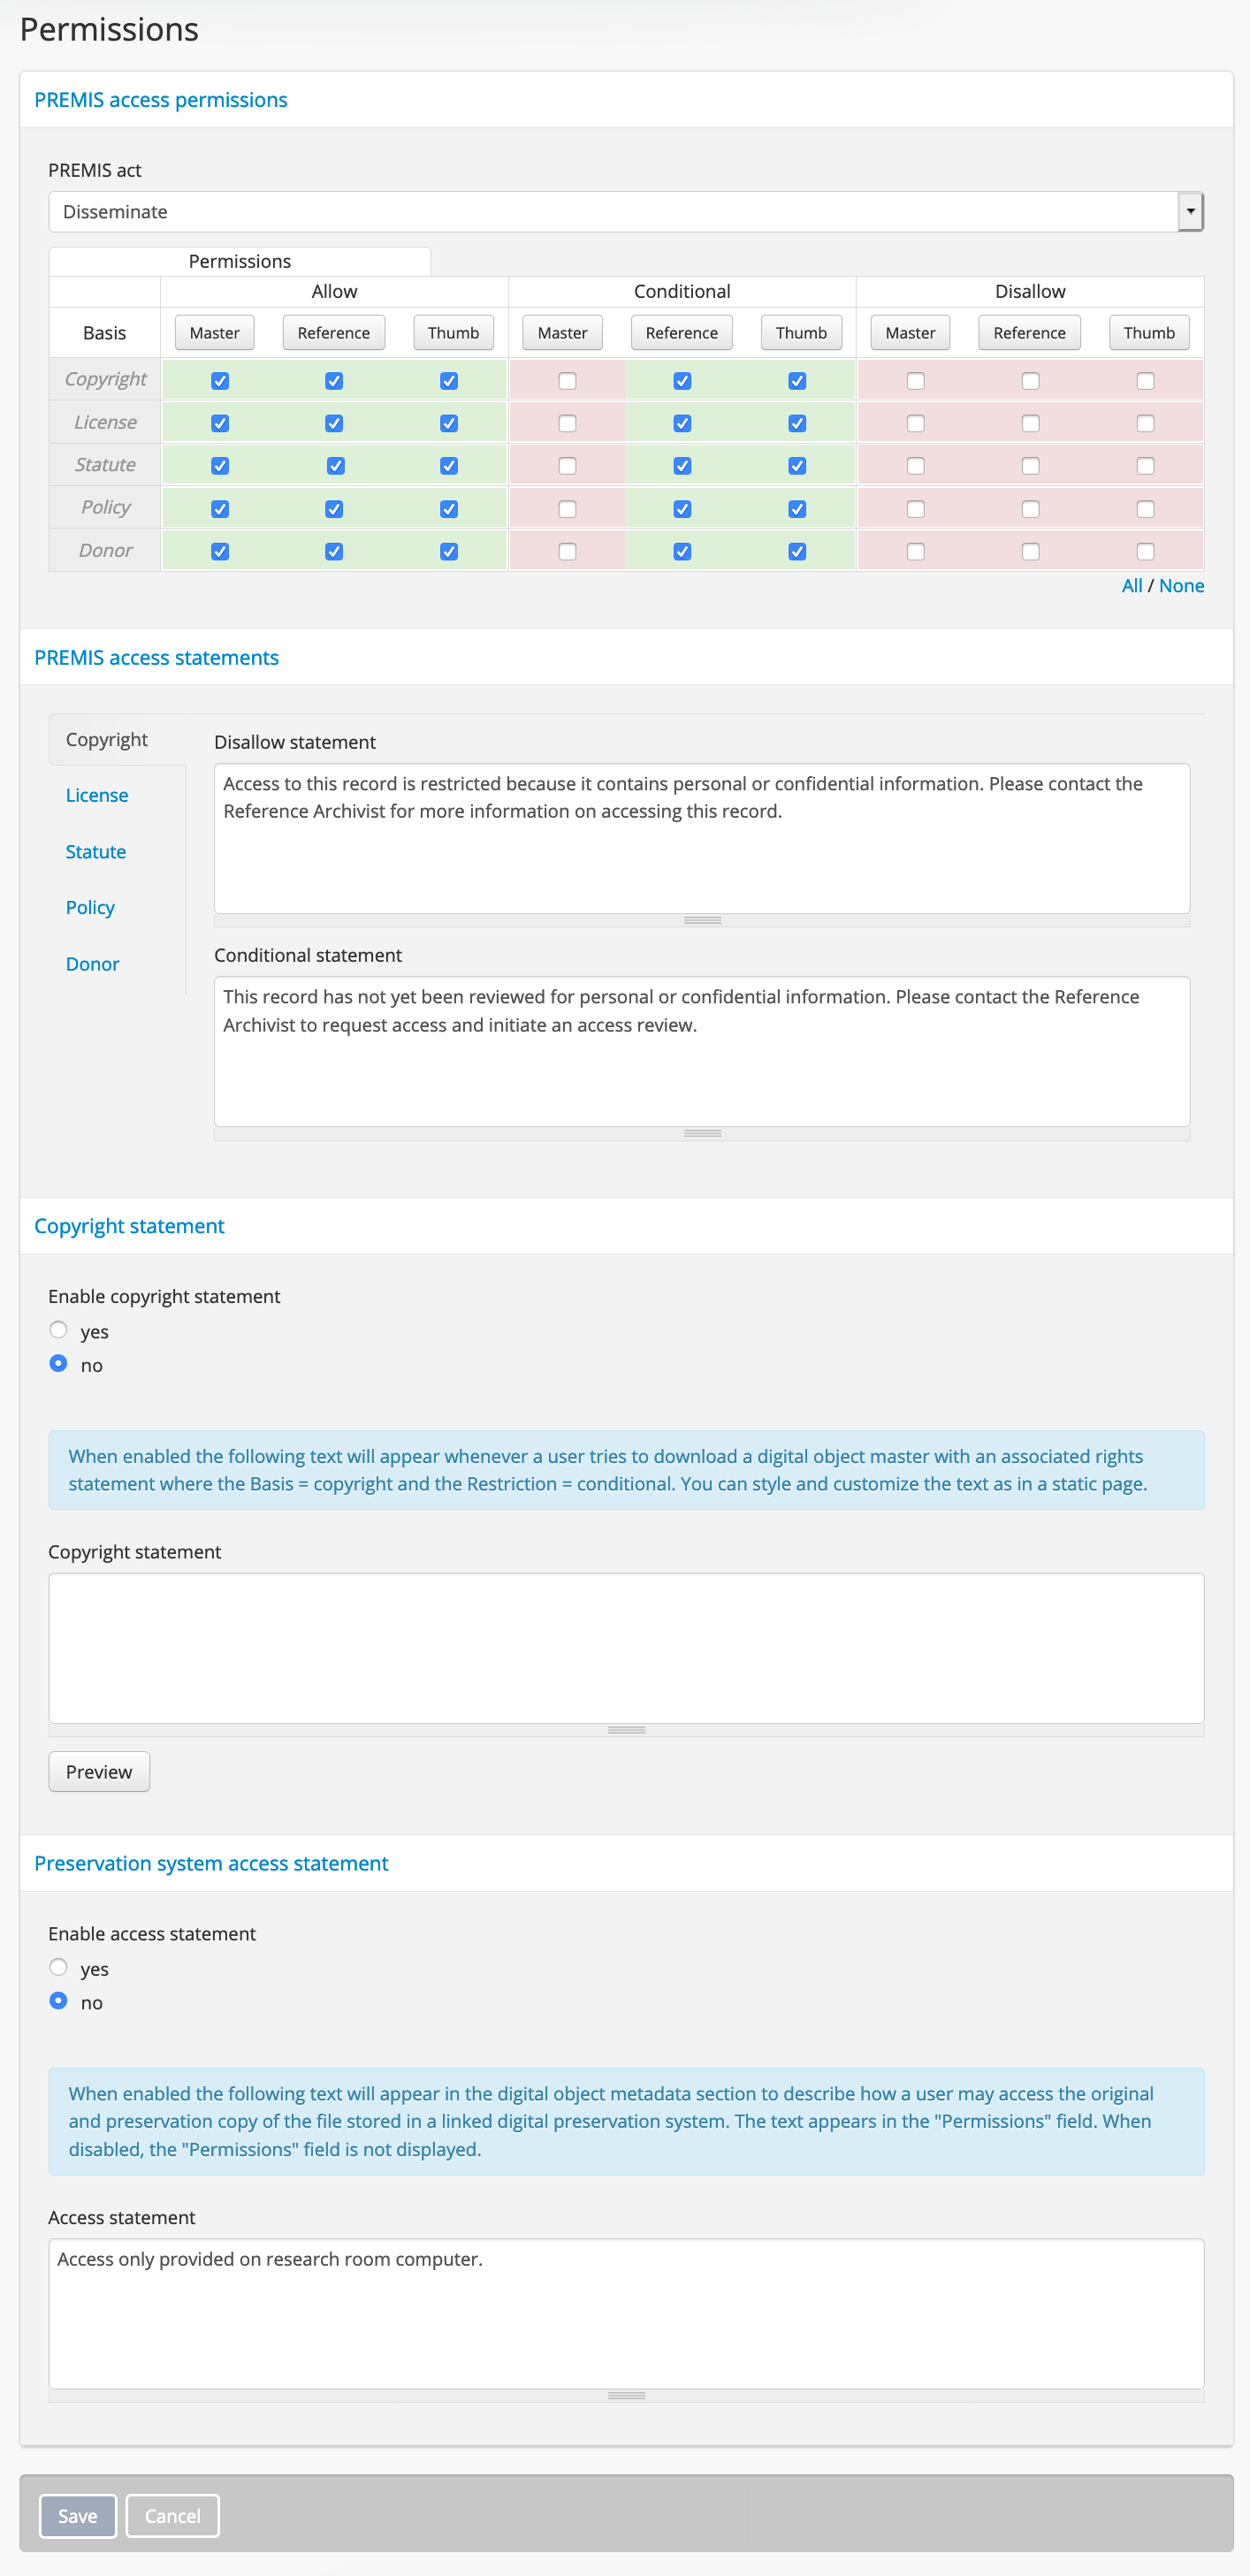 Permissions
PREMIS access permissions
PREMIS act
Disseminate
Permissions
Allow Conditional Disallow
Basis Master Reference Thumb Master Reference Thumb Master Reference Thumb
Copyright
License
Statute
Policy
Donor
All / None
PREMIS access statements
Copyright
License
Statute
Policy
Donor
Disallow statement
Access to this record is restricted because it contains personal or confidential information. Please contact the
Reference Archivist for more information on accessing this record.
Conditional statement
This record has not yet been reviewed for personal or confidential information. Please contact the Reference
Archivist to request access and initiate an access review.
Copyright statement
Enable copyright statement
yes
no
When enabled the following text will appear whenever a user tries to download a digital object master with an associated rights
statement where the Basis = copyright and the Restriction = conditional. You can style and customize the text as in a static page.
Copyright statement
Preview
Preservation system access statement
Enable access statement
yes
no
When enabled the following text will appear in the digital object metadata section to describe how a user may access the original
and preservation copy of the file stored in a linked digital preservation system. The text appears in the "Permissions" field. When
disabled, the "Permissions" field is not displayed.
Access statement
Access only provided on research room computer.
Save Cancel